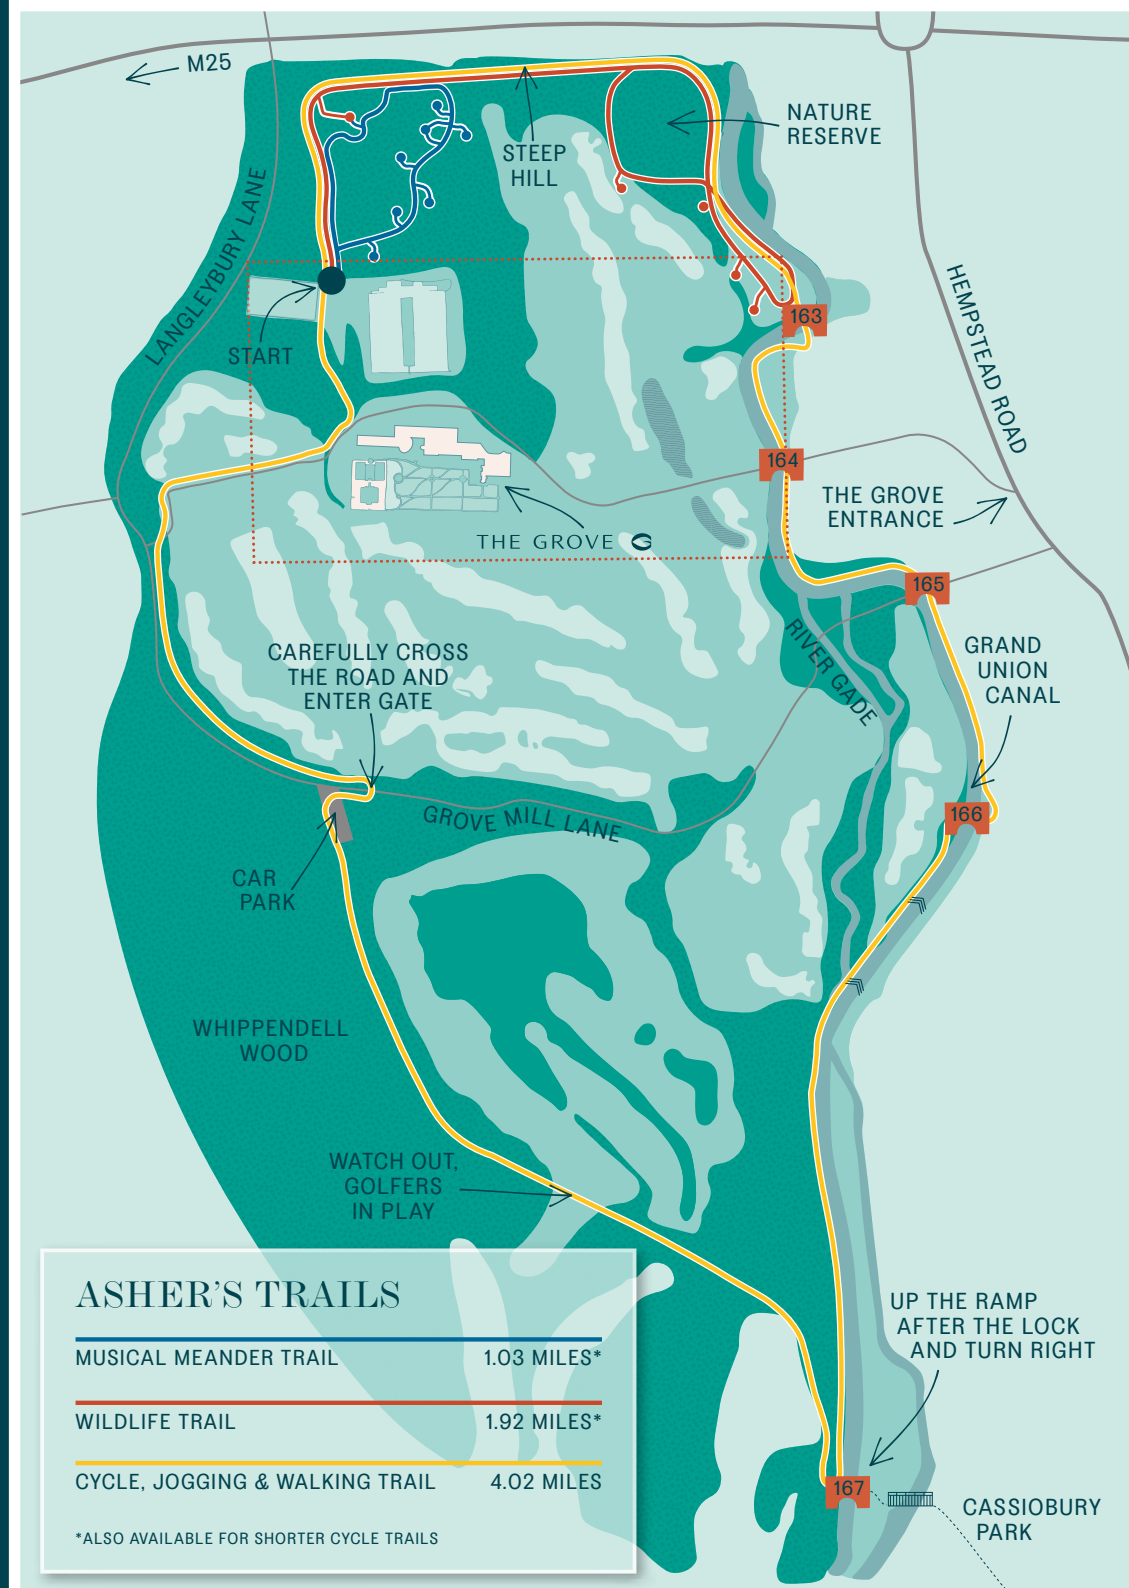 M25
NATURE
RESERVE
STEEP
HILL
LANGLEYBURY LANE
HEMPSTEAD ROAD
START
163
164
THE GROVE
ENTRANCE
THE GROVE
165
RIVER GADE
GRAND
UNION
CANAL
CAREFULLY CROSS
THE ROAD AND
ENTER GATE
166
GROVE MILL LANE
CAR
PARK
WHIPPENDELL
WOOD
WATCH OUT,
GOLFERS
IN PLAY
ASHER'S TRAILS
MUSICAL MEANDER TRAIL 1.03 MILES*
WILDLIFE TRAIL 1.92 MILES*
CYCLE, JOGGING & WALKING TRAIL 4.02 MILES
*ALSO AVAILABLE FOR SHORTER CYCLE TRAILS
UP THE RAMP
AFTER THE LOCK
AND TURN RIGHT
167
CASSIOBURY
PARK